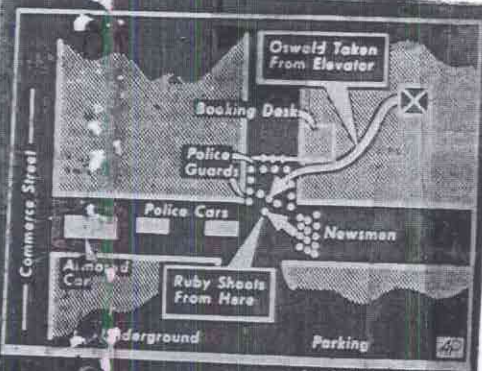 Oswald Taken
From Elevator
Booking Desk
Police
Guards
Commerce Street
Police Cars
Newsmen
Armored
Car
Ruby Shoots
From Here
Underground
Parking
AP